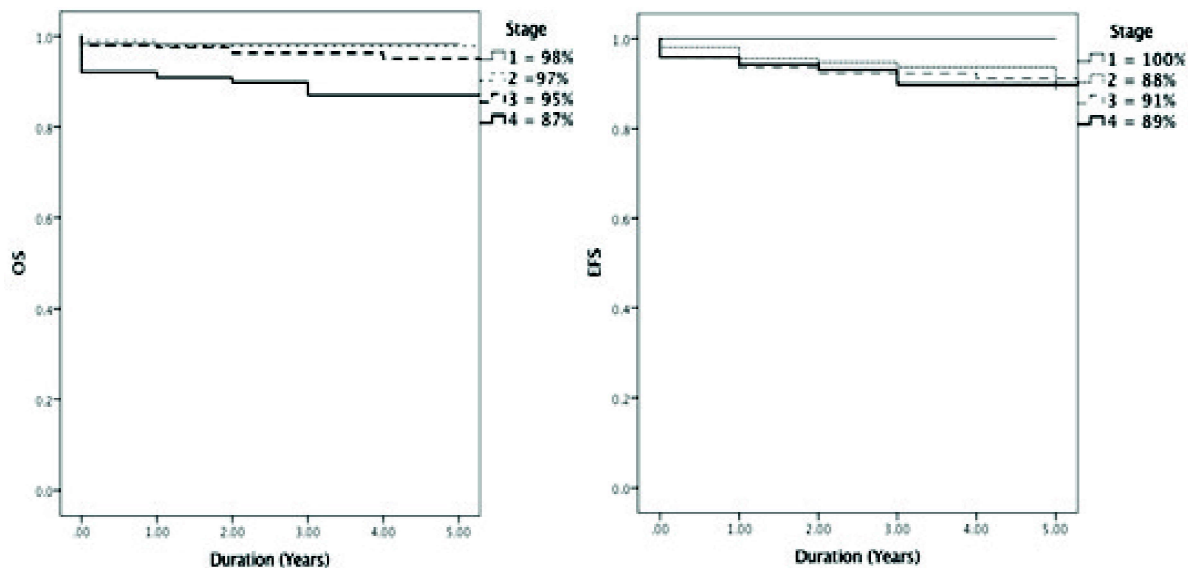 Stage
1 = 98%
2 =97%
3 = 95%
4 = 87%
1.0
0.8
0.6
0.4
0.2
0.0
OS
.00 1.00 2.00 3.00 4.00 5.00
Duration (Years)
Stage
1 = 100%
2 = 88%
3 = 91%
4 = 89%
1.0
0.8
0.6
0.4
0.2
0.0
EFS
.00 1.00 2.00 3.00 4.00 5.00
Duration (Years)